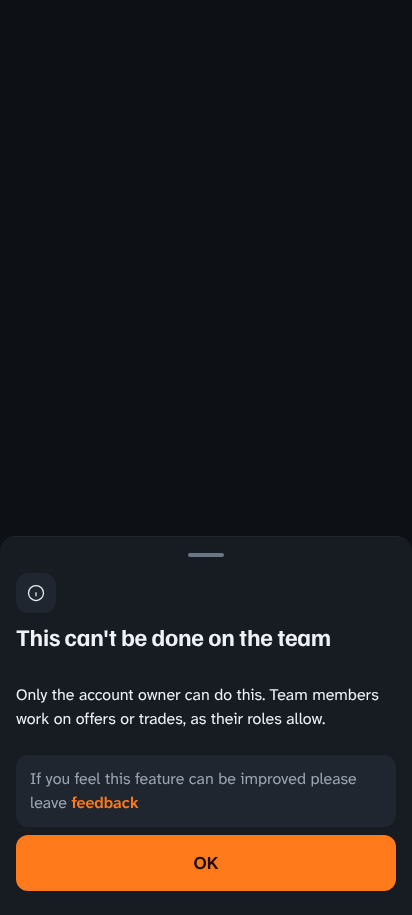 This can't be done on the team
Only the account owner can do this. Team members
work on offers or trades, as their roles allow.
If you feel this feature can be improved please
leave feedback
OK